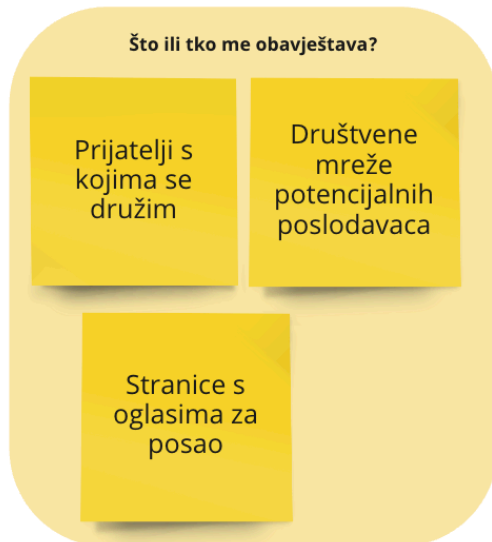 Što ili tko me obavještava?
Prijatelji s
kojima se
družim
Društvene
mreže
potencijalnih
poslodavaca
Stranice s
oglasima za
posao